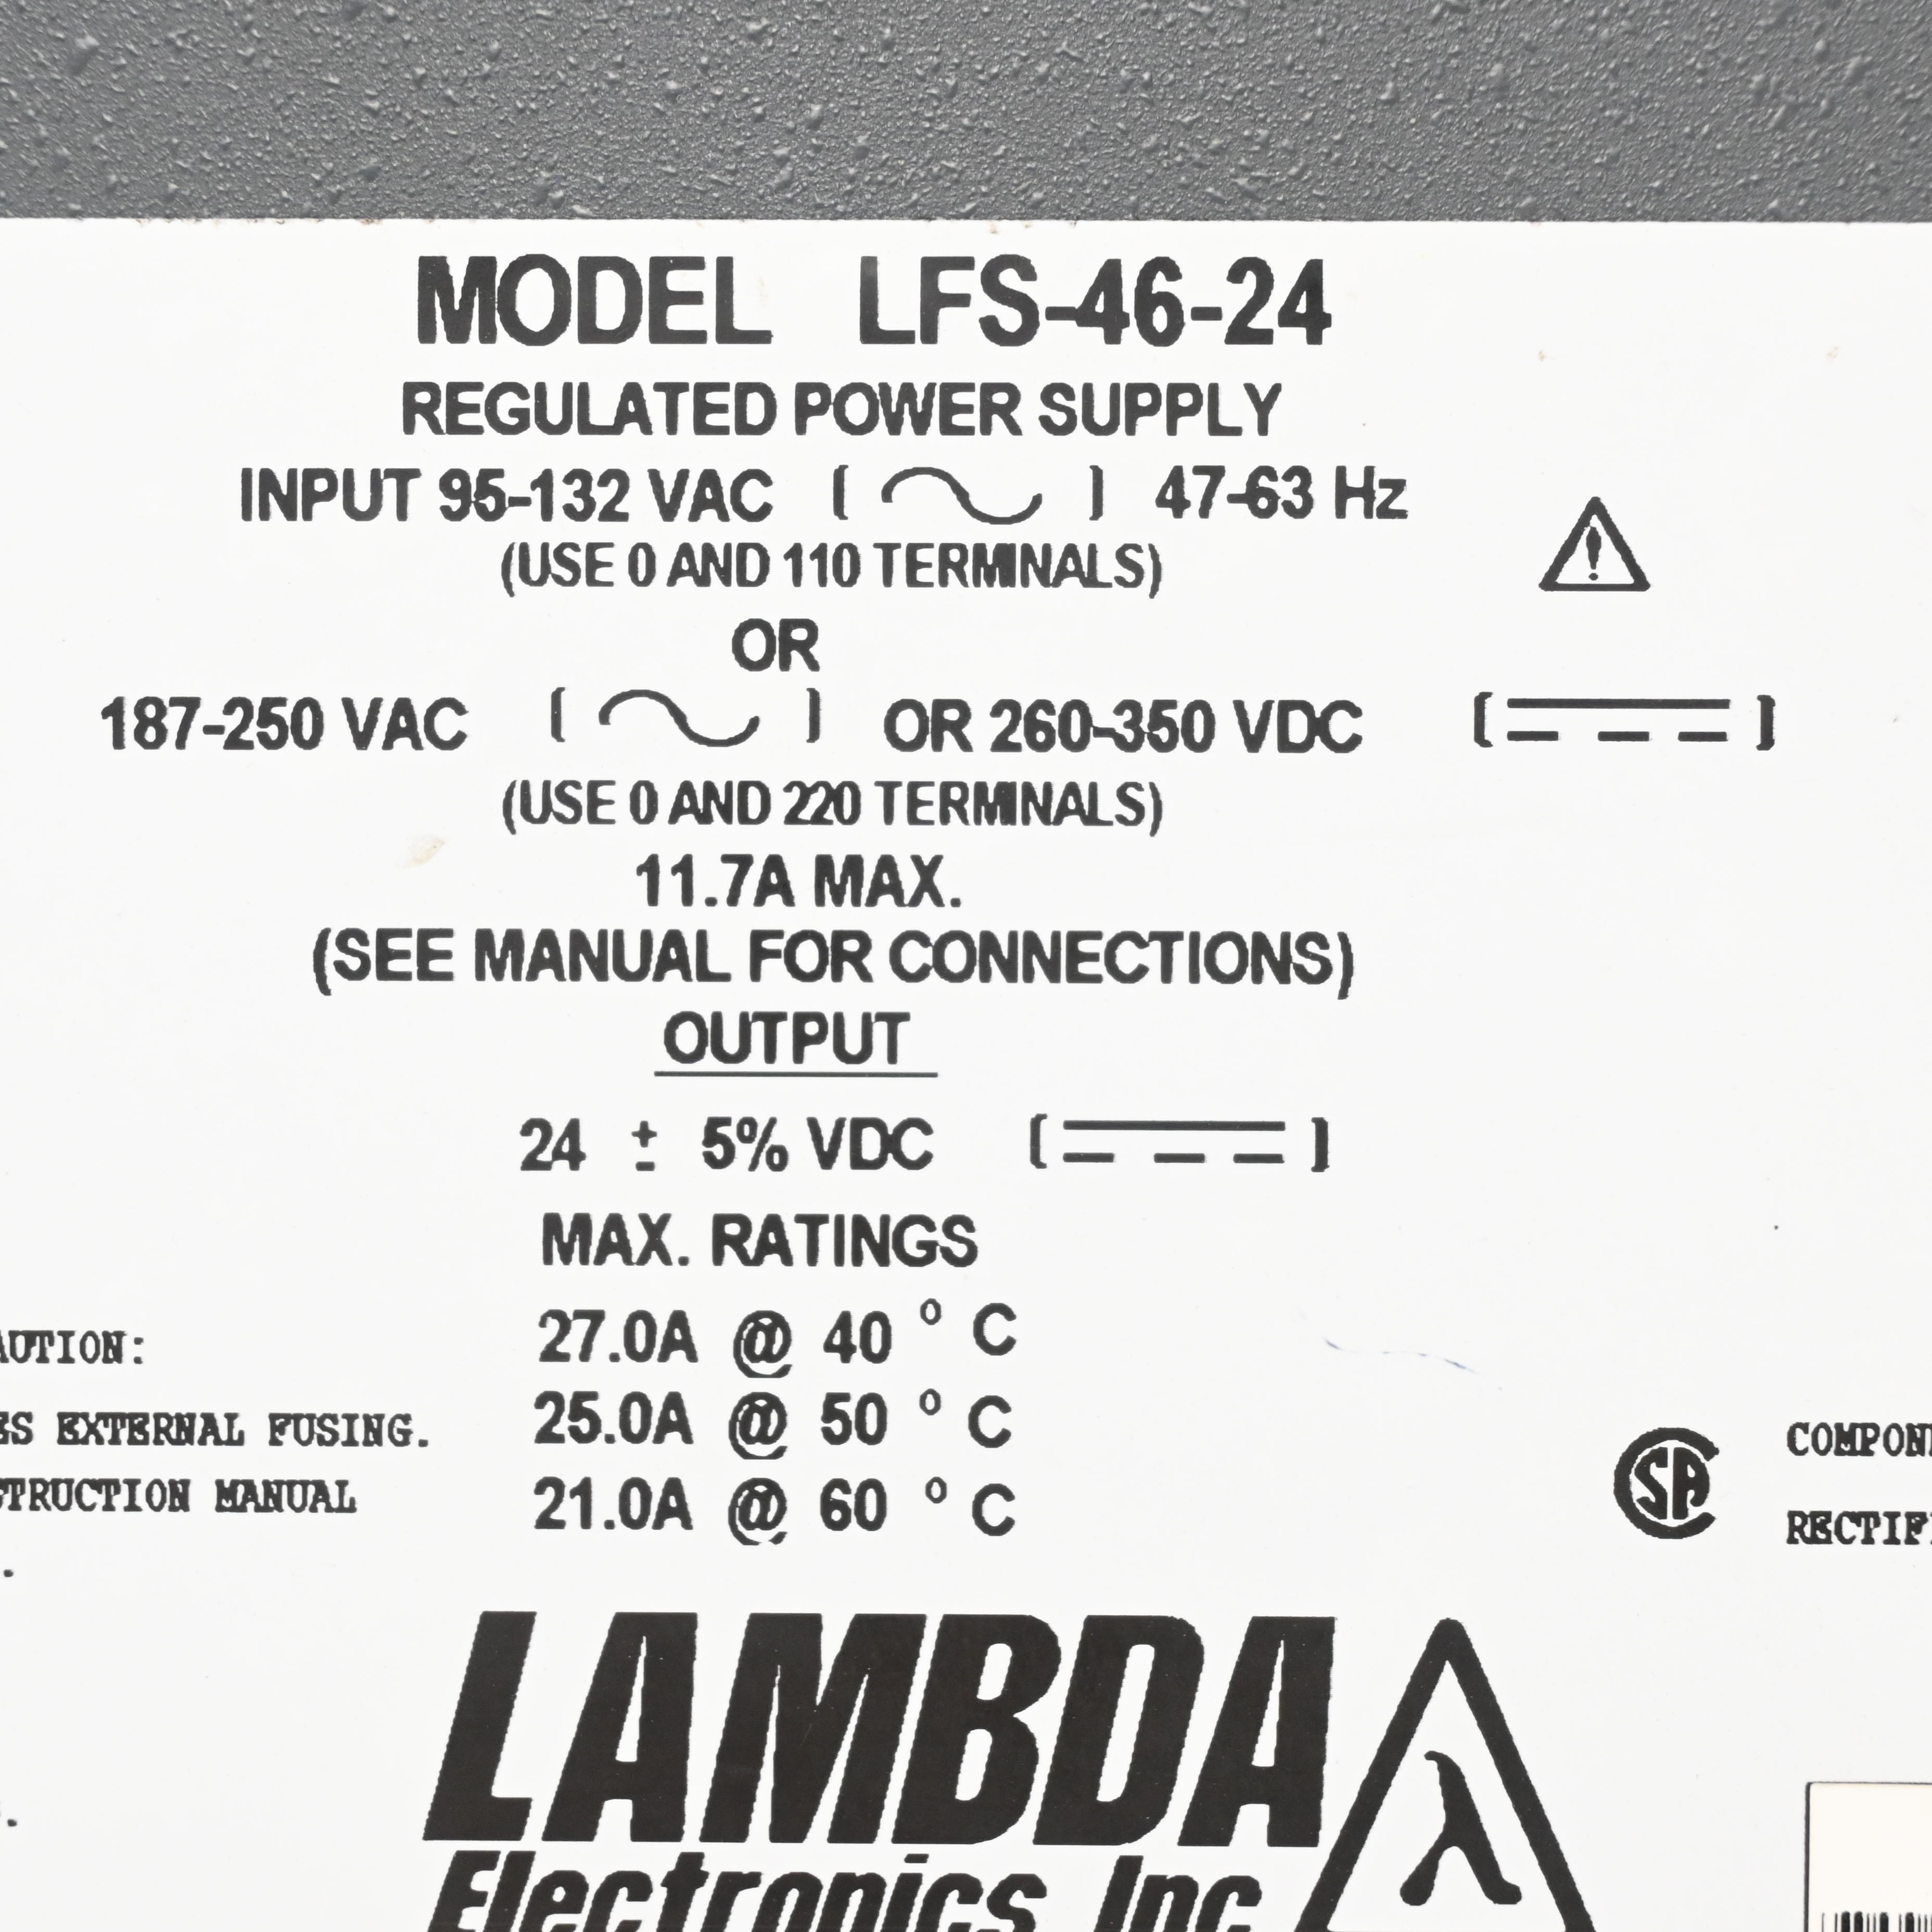 MODEL LFS-46-24
REGULATED POWER SUPPLY
INPUT 95-132 VAC [ ∿ ] 47-63 Hz
(USE 0 AND 110 TERMINALS)
OR
187-250 VAC [ ∿ ] OR 260-350 VDC [ ⎓ ]
(USE 0 AND 220 TERMINALS)
11.7A MAX.
(SEE MANUAL FOR CONNECTIONS)
OUTPUT
24 ± 5% VDC [ ⎓ ]
MAX. RATINGS
27.0A @ 40 ° C
25.0A @ 50 ° C
21.0A @ 60 ° C
AUTION:
ES EXTERNAL FUSING.
STRUCTION MANUAL
CSA
COMPON
RECTIF
LAMBDA
Electronics Inc
λ